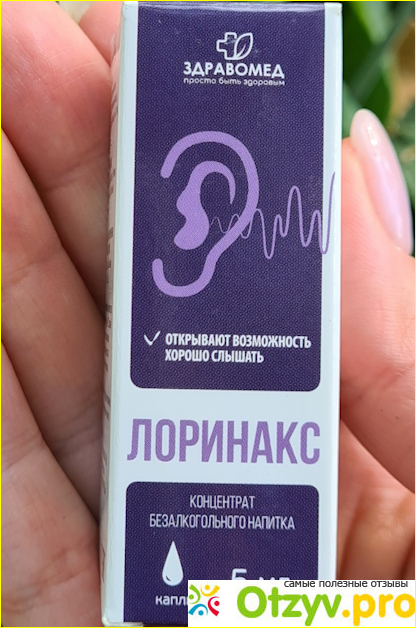 ЗДРАВОМЕД
просто быть здоровым
ОТКРЫВАЮТ ВОЗМОЖНОСТЬ
ХОРОШО СЛЫШАТЬ
ЛОРИНАКС
КОНЦЕНТРАТ
БЕЗАЛКОГОЛЬНОГО НАПИТКА
самые полезные отзывы
Otzyv.pro